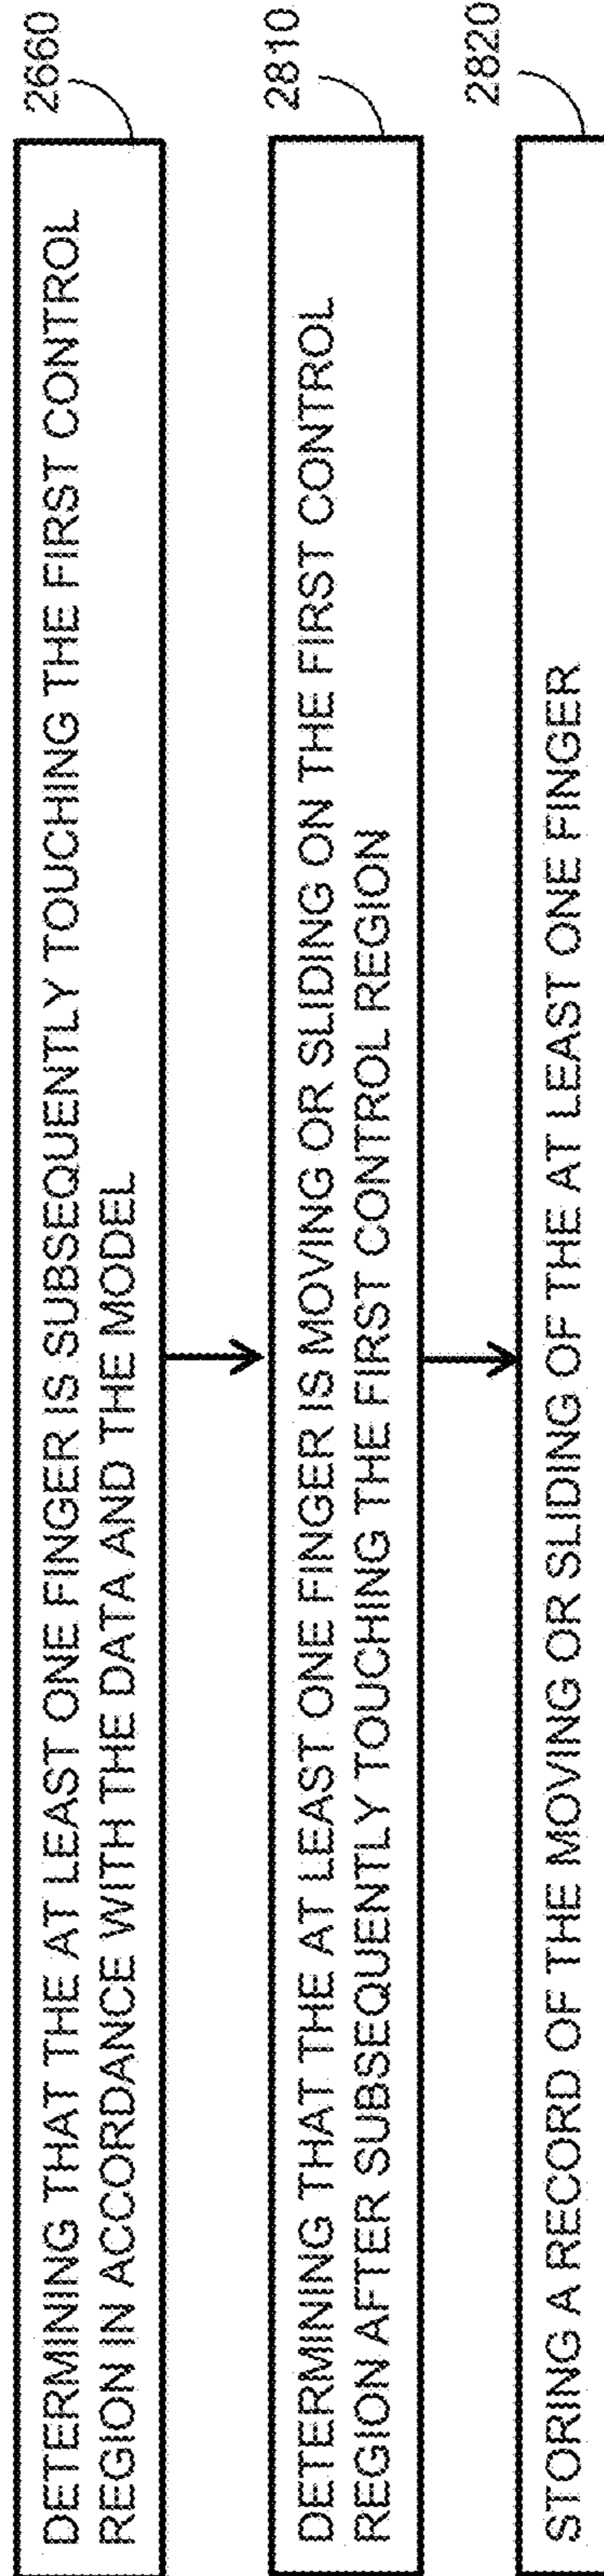 DETERMINING THAT THE AT LEAST ONE FINGER IS SUBSEQUENTLY TOUCHING THE FIRST CONTROL
REGION IN ACCORDANCE WITH THE DATA AND THE MODEL
2660
DETERMINING THAT THE AT LEAST ONE FINGER IS MOVING OR SLIDING ON THE FIRST CONTROL
REGION AFTER SUBSEQUENTLY TOUCHING THE FIRST CONTROL REGION
2810
STORING A RECORD OF THE MOVING OR SLIDING OF THE AT LEAST ONE FINGER
2820